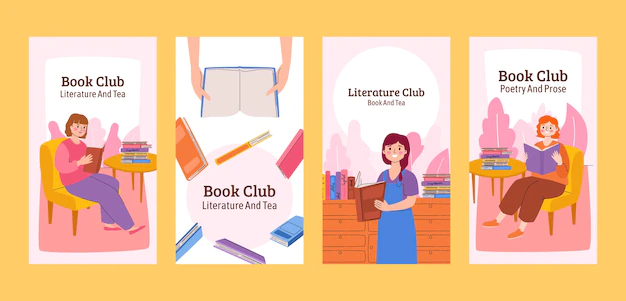 Book Club
Literature And Tea
Book Club
Literature And Tea
Literature Club
Book And Tea
Book Club
Poetry And Prose